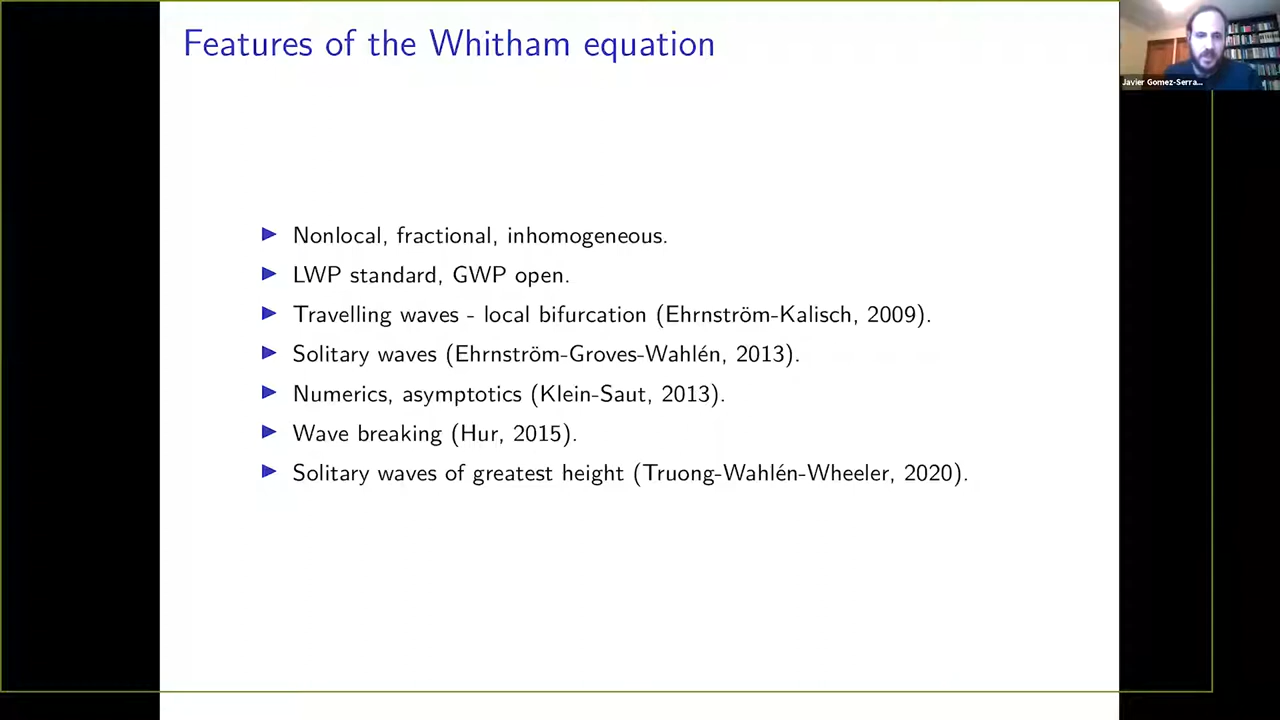 Features of the Whitham equation
Javier Gomez-Serra...
Nonlocal, fractional, inhomogeneous.
LWP standard, GWP open.
Travelling waves - local bifurcation (Ehrnström-Kalisch, 2009).
Solitary waves (Ehrnström-Groves-Wahlén, 2013).
Numerics, asymptotics (Klein-Saut, 2013).
Wave breaking (Hur, 2015).
Solitary waves of greatest height (Truong-Wahlén-Wheeler, 2020).